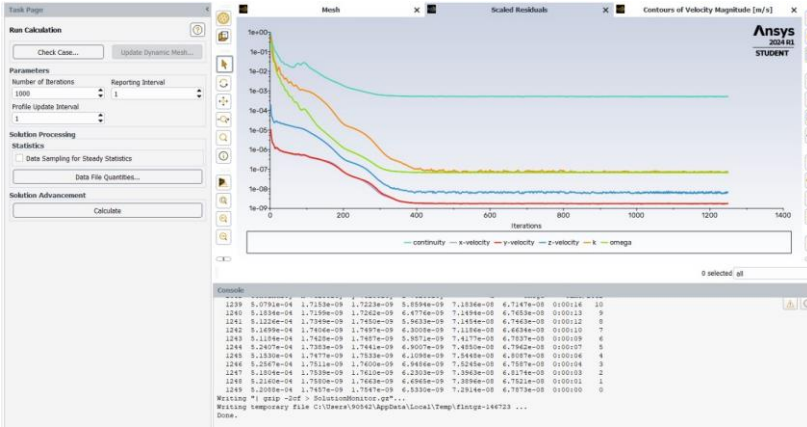 Task Page
Mesh
Scaled Residuals
Contours of Velocity Magnitude [m/s]
Run Calculation
Check Case...
Update Dynamic Mesh...
Parameters
Number of Iterations
Reporting Interval
1000
1
Profile Update Interval
1
Solution Processing
Statistics
Data Sampling for Steady Statistics
Data File Quantities...
Solution Advancement
Calculate
Ansys
2024 R1
STUDENT
1e+00
1e-01
1e-02
1e-03
1e-04
1e-05
1e-06
1e-07
1e-08
1e-09
0
200
400
600
800
1000
1200
1400
Iterations
continuity
x-velocity
y-velocity
z-velocity
k
omega
0 selected
all
Console
1239 5.0791e-04 1.7153e-09 1.7223e-09 5.8594e-09 7.1836e-08 6.7147e-08 0:00:16 10
1240 5.1834e-04 1.7199e-09 1.7262e-09 6.4776e-09 7.1494e-08 6.7653e-08 0:00:13 9
1241 5.1226e-04 1.7349e-09 1.7450e-09 5.9633e-09 7.1454e-08 6.7463e-08 0:00:12 8
1242 5.1699e-04 1.7406e-09 1.7497e-09 6.3008e-09 7.1186e-08 6.6634e-08 0:00:10 7
1243 5.1184e-04 1.7428e-09 1.7487e-09 5.9871e-09 7.4177e-08 6.7837e-08 0:00:09 6
1244 5.2407e-04 1.7383e-09 1.7441e-09 6.9007e-09 7.4850e-08 6.7962e-08 0:00:07 5
1245 5.1530e-04 1.7477e-09 1.7533e-09 6.1098e-09 7.5448e-08 6.8087e-08 0:00:06 4
1246 5.2567e-04 1.7511e-09 1.7600e-09 6.9486e-09 7.5245e-08 6.7587e-08 0:00:04 3
1247 5.1804e-04 1.7539e-09 1.7610e-09 6.2303e-09 7.3963e-08 6.8174e-08 0:00:03 2
1248 5.2160e-04 1.7580e-09 1.7663e-09 6.6965e-09 7.3896e-08 6.7821e-08 0:00:01 1
1249 5.2088e-04 1.7457e-09 1.7547e-09 6.5330e-09 7.2914e-08 6.7873e-08 0:00:00 0
Writing "| gzip -2cf > SolutionMonitor.gz"...
Writing temporary file C:\Users\90542\AppData\Local\Temp\flntgz-146723 ...
Done.